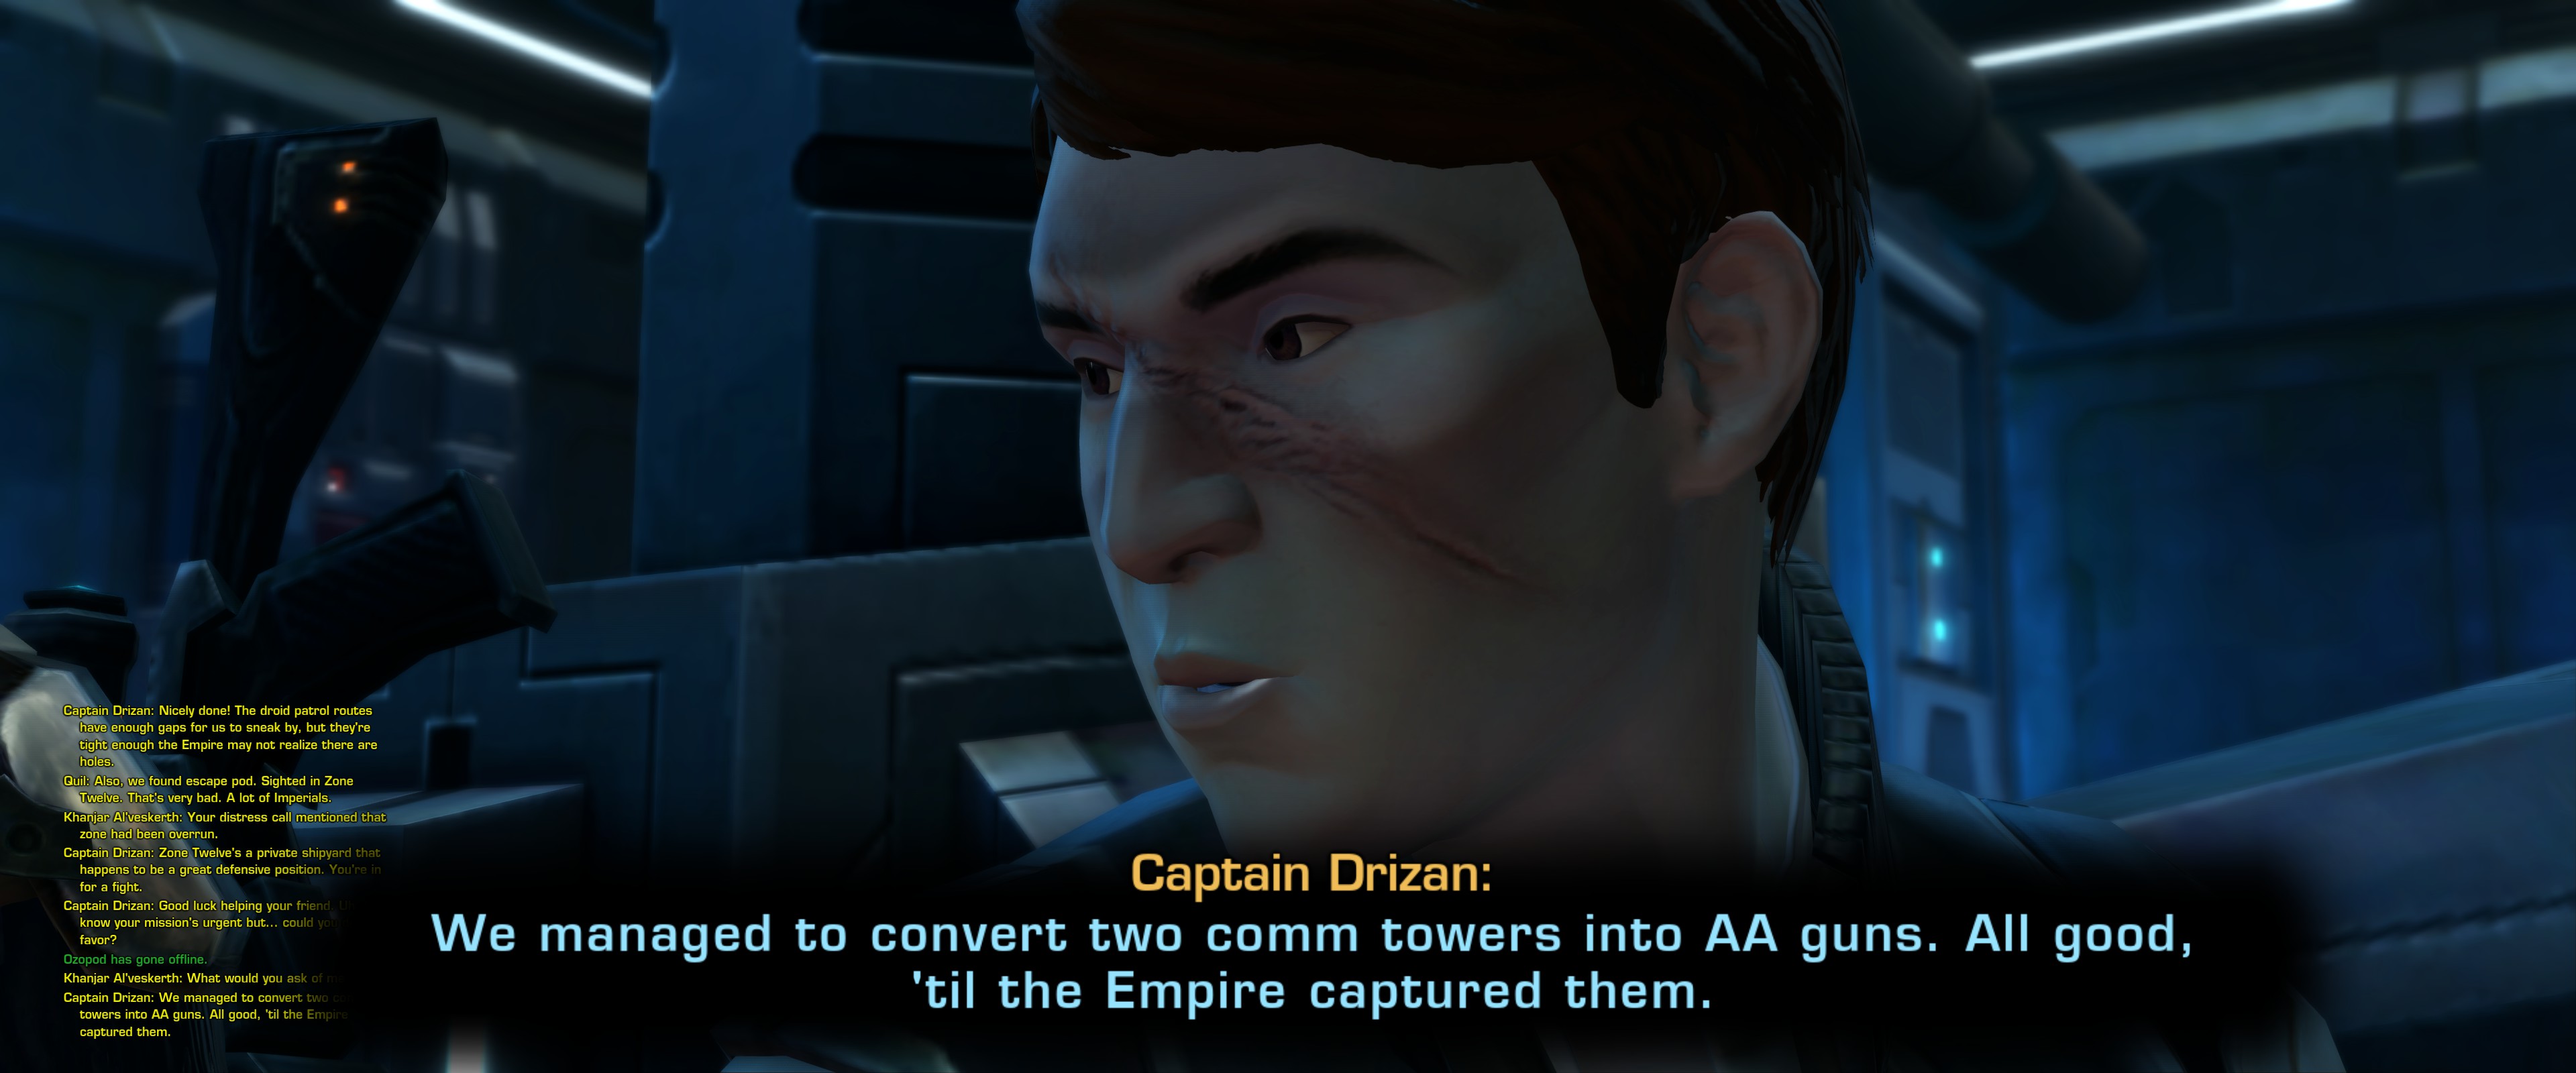 Captain Drizan: Nicely done! The droid patrol routes
have enough gaps for us to sneak by, but they're
tight enough the Empire may not realize there are
holes.
Quil: Also, we found escape pod. Sighted in Zone
Twelve. That's very bad. A lot of Imperials.
Khanjar Al'veskerth: Your distress call mentioned that
zone had been overrun.
Captain Drizan: Zone Twelve's a private shipyard that
happens to be a great defensive position. You're in
for a fight.
Captain Drizan: Good luck helping your friend.
know your mission's urgent but... could
favor?
Ozopod has gone offline.
Khanjar Al'veskerth: What would you ask of
Captain Drizan: We managed to convert two
towers into AA guns. All good, 'til the Empire
captured them.
Captain Drizan:
We managed to convert two comm towers into AA guns. All good,
'til the Empire captured them.